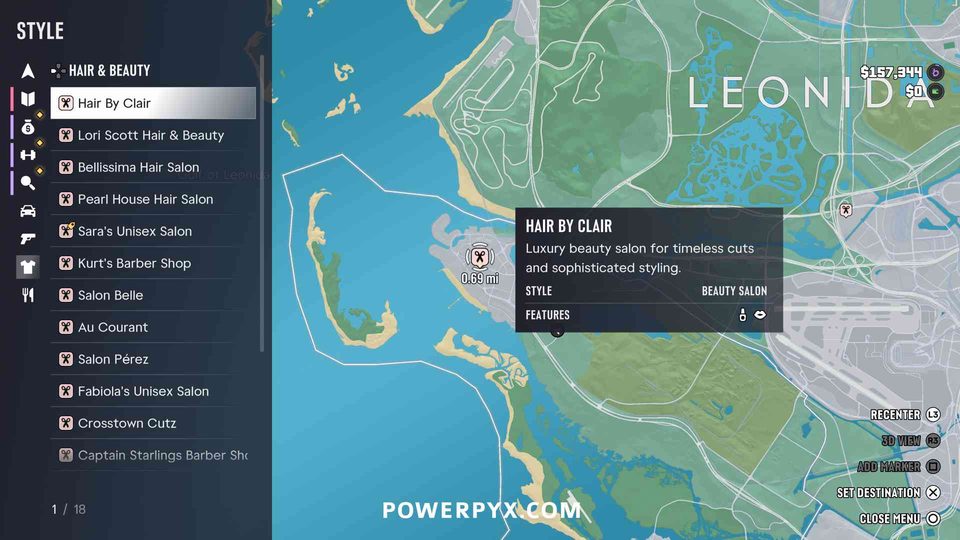 STYLE
HAIR & BEAUTY
Hair By Clair
Lori Scott Hair & Beauty
Bellissima Hair Salon
Pearl House Hair Salon
Sara's Unisex Salon
Kurt's Barber Shop
Salon Belle
Au Courant
Salon Pérez
Fabiola's Unisex Salon
Crosstown Cutz
Captain Starlings Barber Sho
1 / 18
LEONIDA
$157,344
$0
0.69 mi
HAIR BY CLAIR
Luxury beauty salon for timeless cuts
and sophisticated styling.
STYLE BEAUTY SALON
FEATURES
RECENTER L3
3D VIEW R3
ADD MARKER
SET DESTINATION
CLOSE MENU
POWERPYX.COM